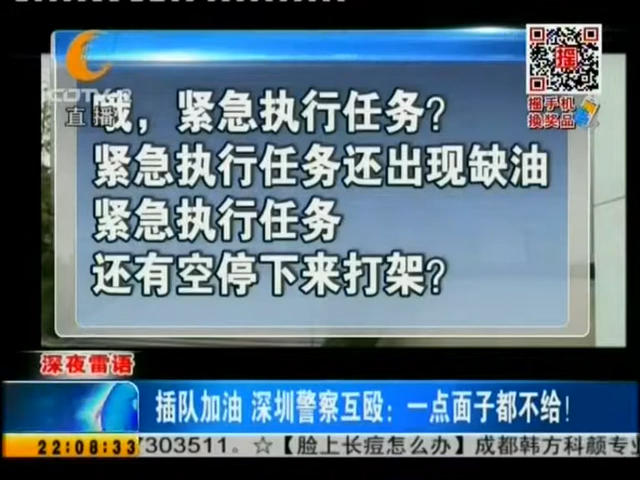 CDTV-2
直播
摇
摇手机
换奖品
哦，紧急执行任务？
紧急执行任务还出现缺油
紧急执行任务
还有空停下来打架？
深夜雷语
插队加油 深圳警察互殴：一点面子都不给！
22:08:33
7303511。☆【脸上长痘怎么办】成都韩方科颜专业